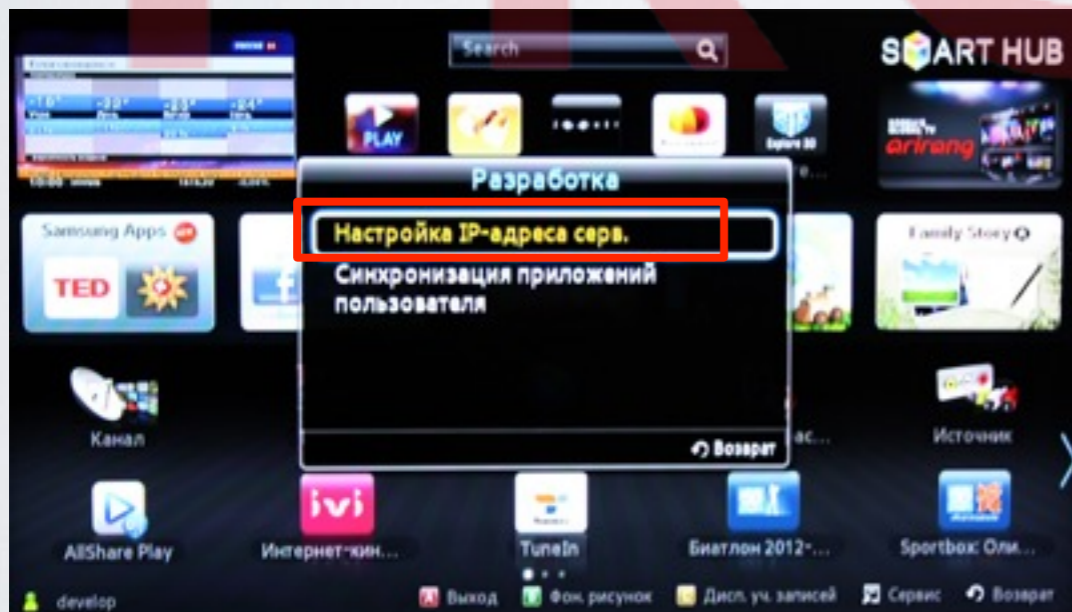 Search
SMART HUB
PLAY
Explore 3D
arirang
Разработка
Настройка IP-адреса серв.
Синхронизация приложений
пользователя
Возврат
Samsung Apps
TED
Family Story
Канал
Источник
ivi
AllShare Play
Интернет-кин...
TuneIn
Биатлон 2012-...
Sportbox: Оли...
develop
A Выход
Фон. рисунок
Дисп. уч. записей
Сервис
Возврат